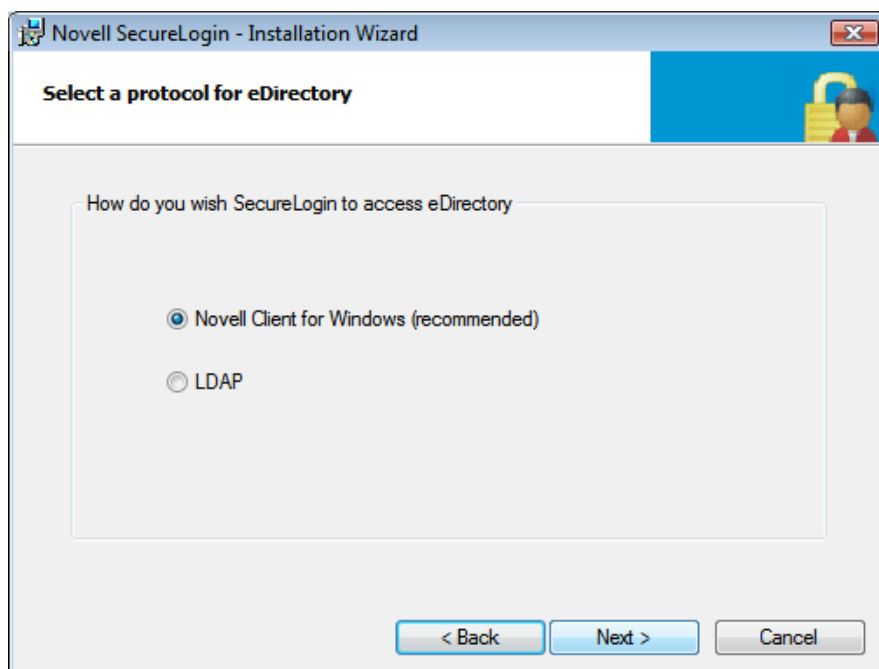 Novell SecureLogin - Installation Wizard
Select a protocol for eDirectory
How do you wish SecureLogin to access eDirectory
Novell Client for Windows (recommended)
LDAP
< Back Next > Cancel